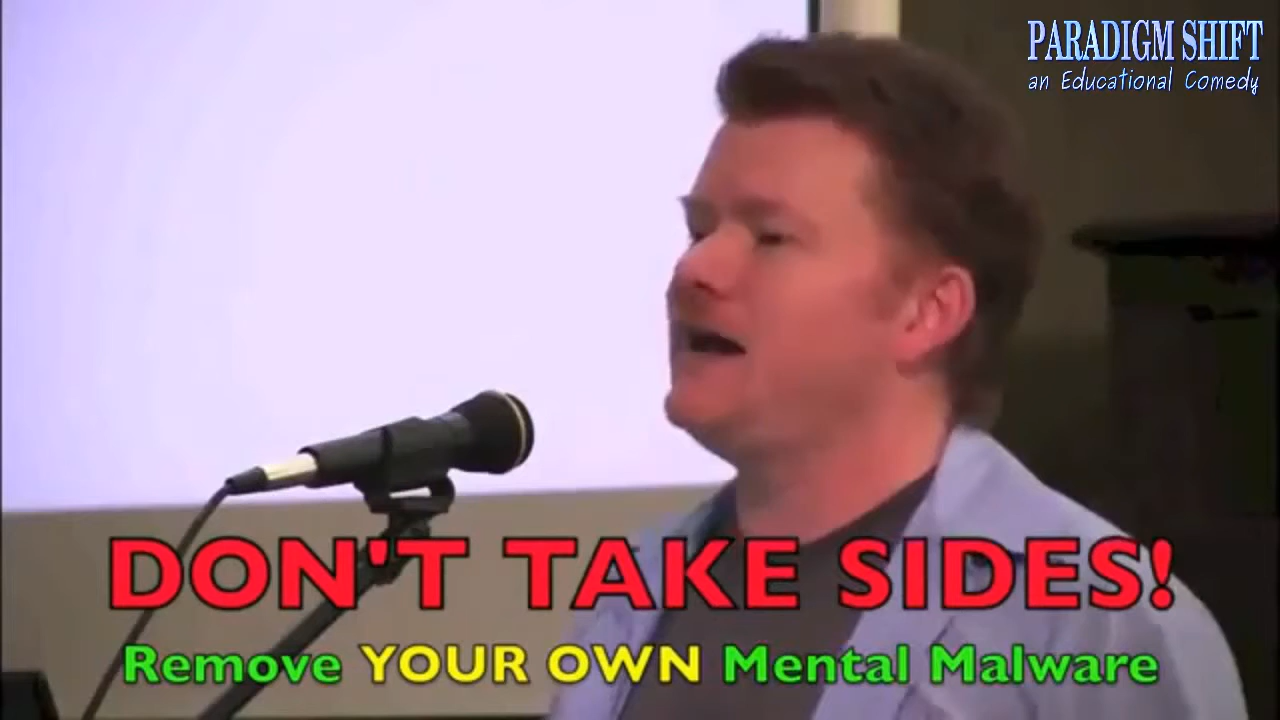 PARADIGM SHIFT
an Educational Comedy
DON'T TAKE SIDES!
Remove YOUR OWN Mental Malware